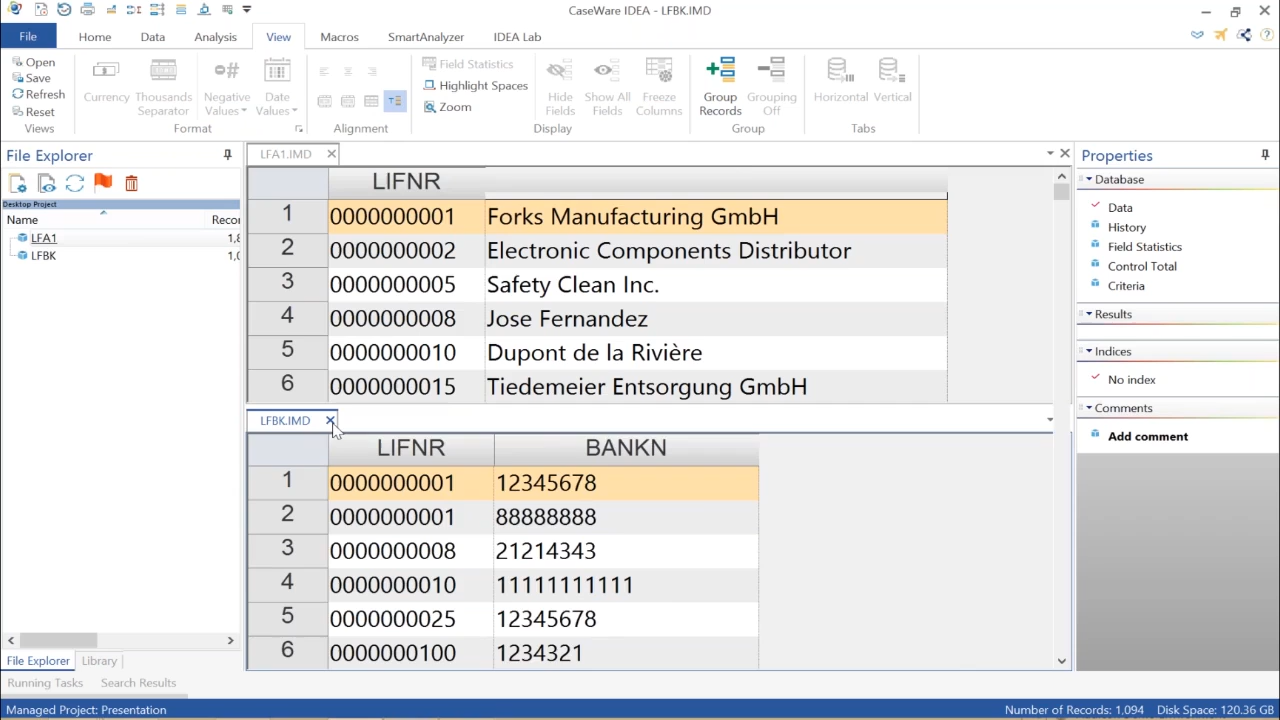 CaseWare IDEA - LFBK.IMD
File Home Data Analysis View Macros SmartAnalyzer IDEA Lab
Open
Save
Refresh
Reset
Views
Currency
Thousands
Separator
Negative
Values
Date
Values
Format
Alignment
Field Statistics
Highlight Spaces
Zoom
Hide
Fields
Show All
Fields
Freeze
Columns
Display
Group
Records
Grouping
Off
Group
Horizontal
Vertical
Tabs
File Explorer
Desktop Project
Name Recor
LFA1 1,8
LFBK 1,0
File Explorer Library
Running Tasks Search Results
LFA1.IMD
LIFNR
1 0000000001 Forks Manufacturing GmbH
2 0000000002 Electronic Components Distributor
3 0000000005 Safety Clean Inc.
4 0000000008 Jose Fernandez
5 0000000010 Dupont de la Rivière
6 0000000015 Tiedemeier Entsorgung GmbH
LFBK.IMD
LIFNR BANKN
1 0000000001 12345678
2 0000000001 88888888
3 0000000008 21214343
4 0000000010 11111111111
5 0000000025 12345678
6 0000000100 1234321
Properties
Database
Data
History
Field Statistics
Control Total
Criteria
Results
Indices
No index
Comments
Add comment
Managed Project: Presentation
Number of Records: 1,094 Disk Space: 120.36 GB